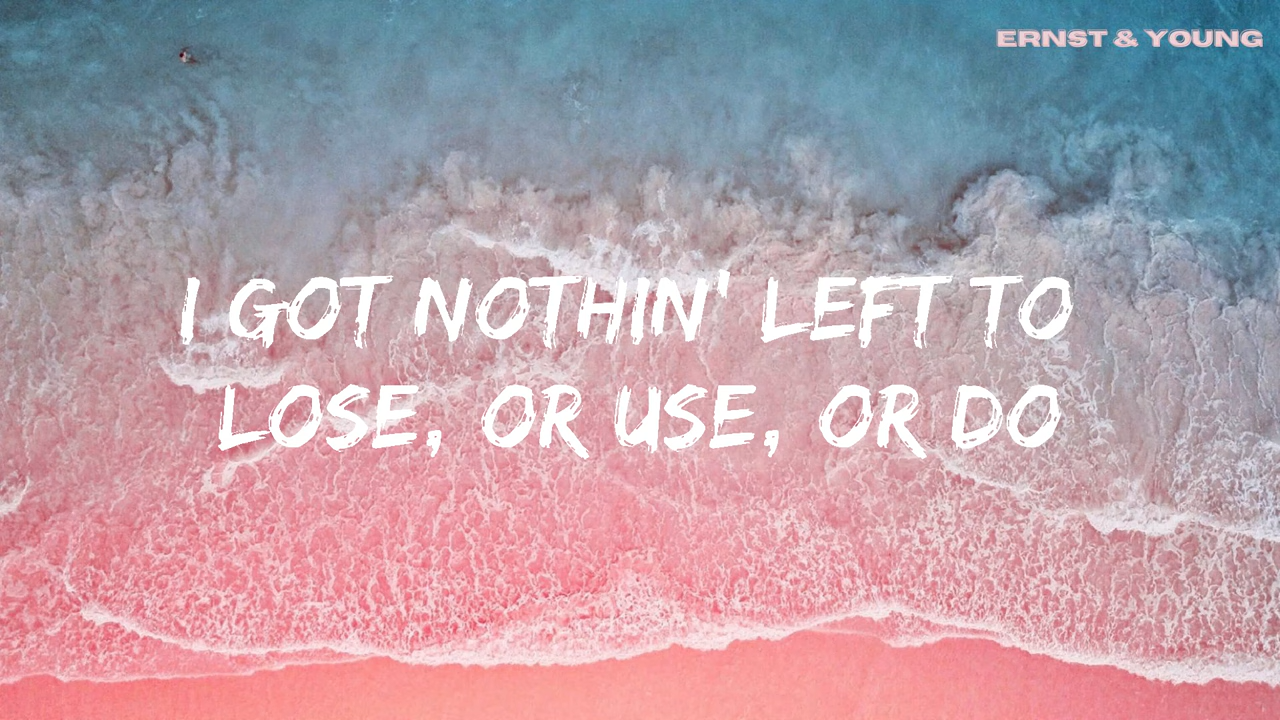 ERNST & YOUNG
I GOT NOTHIN' LEFT TO
LOSE, OR USE, OR DO